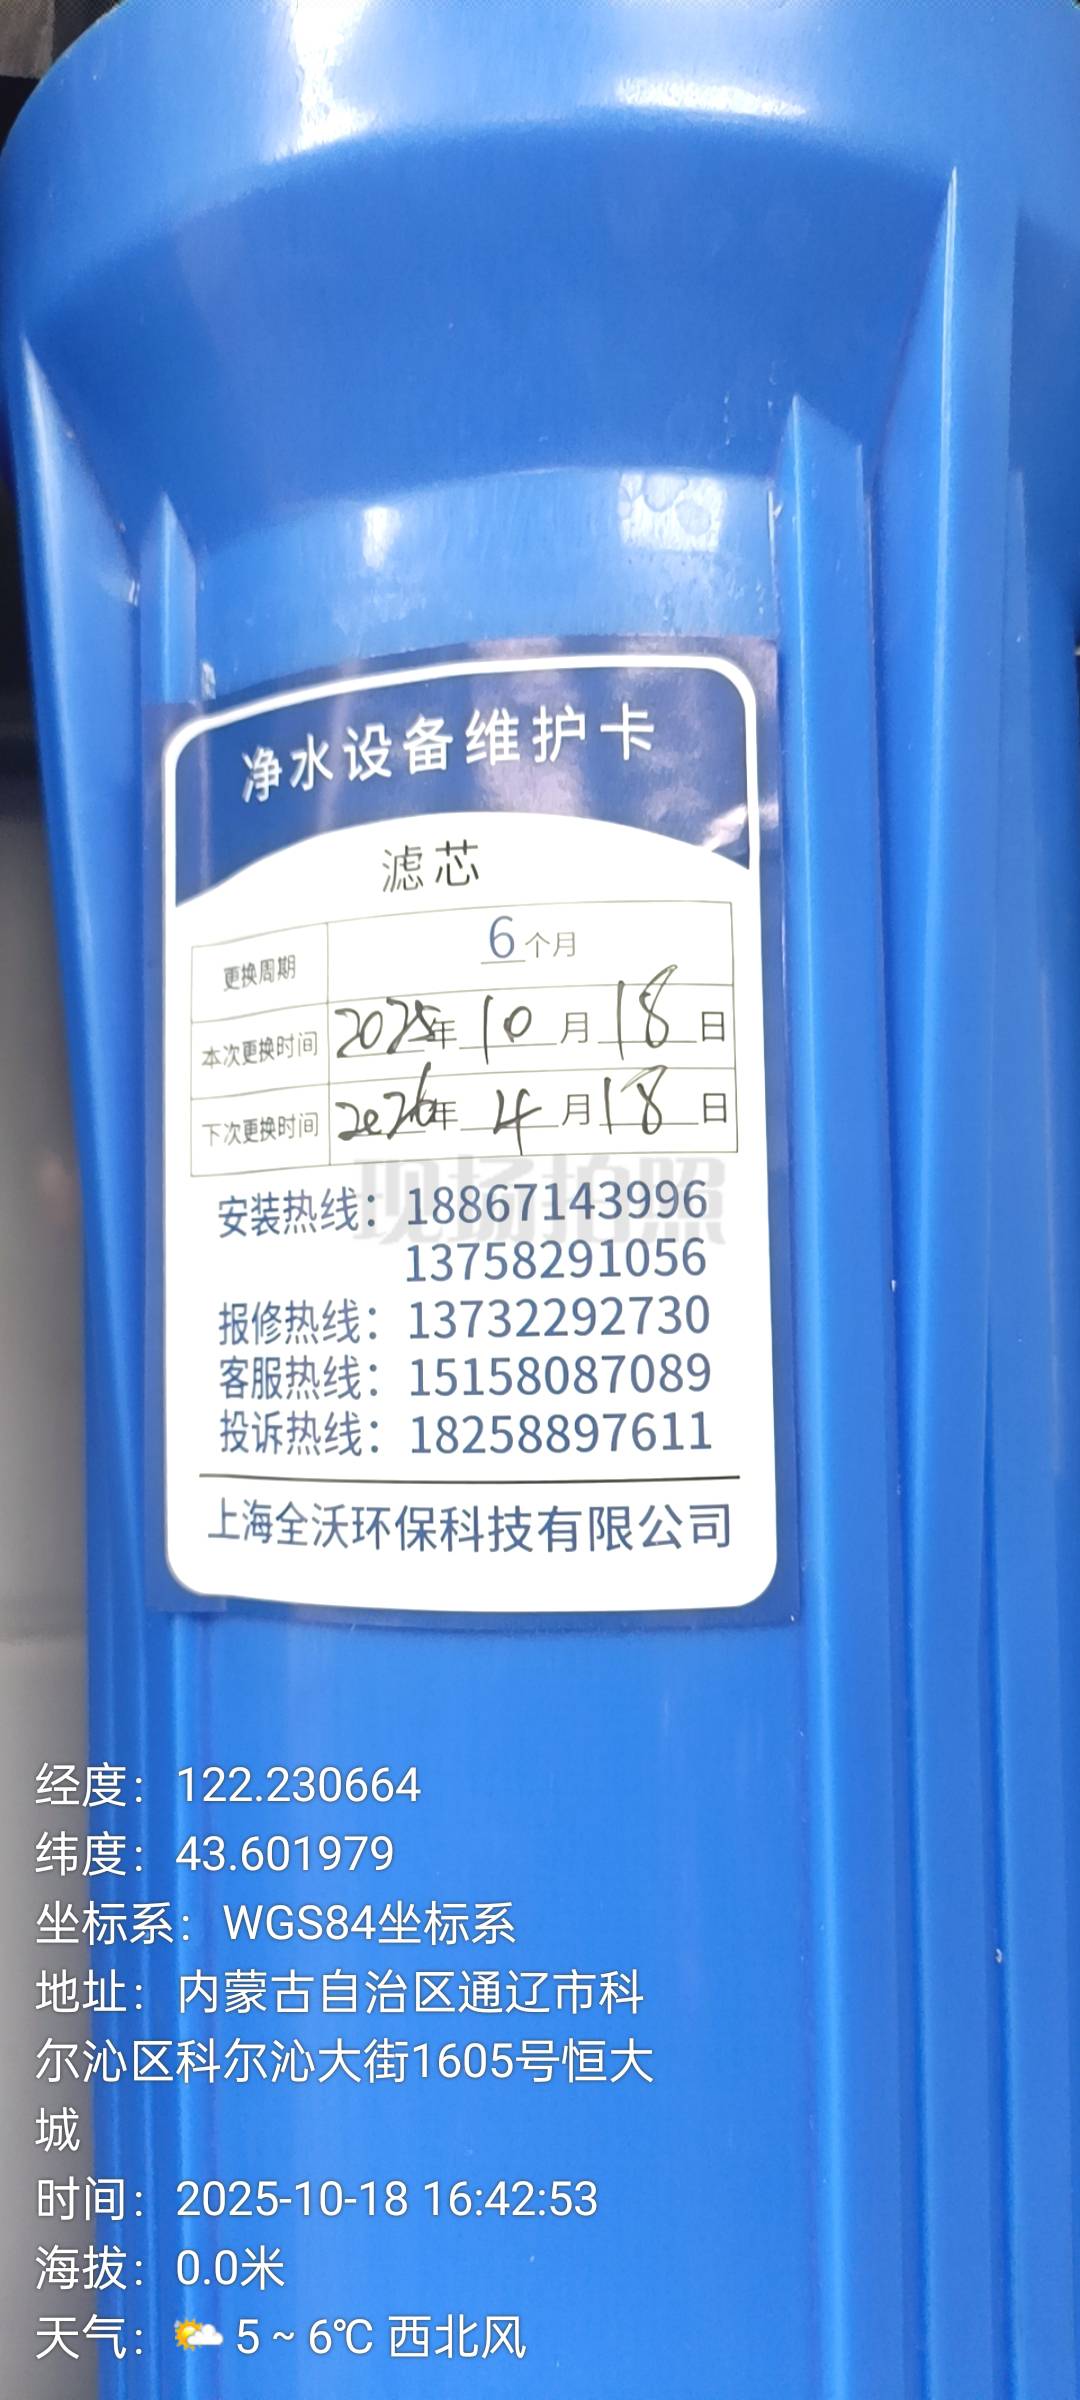 净水设备维护卡
滤芯
更换周期 6个月
本次更换时间 2025年10月18日
下次更换时间 2026年4月18日
现场拍照
安装热线：18867143996
13758291056
报修热线：13732292730
客服热线：15158087089
投诉热线：18258897611
上海全沃环保科技有限公司
经度：122.230664
纬度：43.601979
坐标系：WGS84坐标系
地址：内蒙古自治区通辽市科
尔沁区科尔沁大街1605号恒大
城
时间：2025-10-18 16:42:53
海拔：0.0米
天气：5 ~ 6℃ 西北风